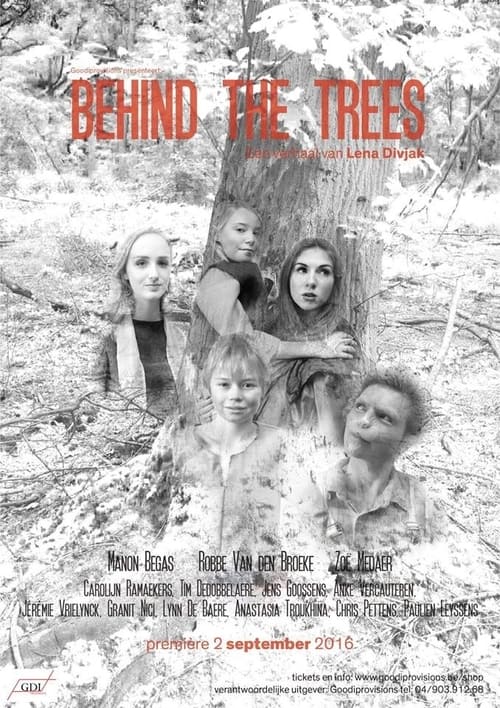 Goodiprovisions presenteert:
BEHIND THE TREES
Een verhaal van Lena Divjak
MANON BEGAS ROBBE VAN DEN BROEKE ZOË MEDAER
CAROLIJN RAMAEKERS, TIM DEDOBBELAERE, JENS GOOSSENS, ANKE VERCAUTEREN,
JÉRÉMIE VRIELYNCK, GRANIT NICI, LYNN DE BAERE, ANASTASIA TROUKHINA, CHRIS PETTENS, PAULIEN LEYSSENS
première 2 september 2016
tickets en info: www.goodiprovisions.be/shop
verantwoordelijke uitgever: Goodiprovisions tel: 04/903.912.68
GDI